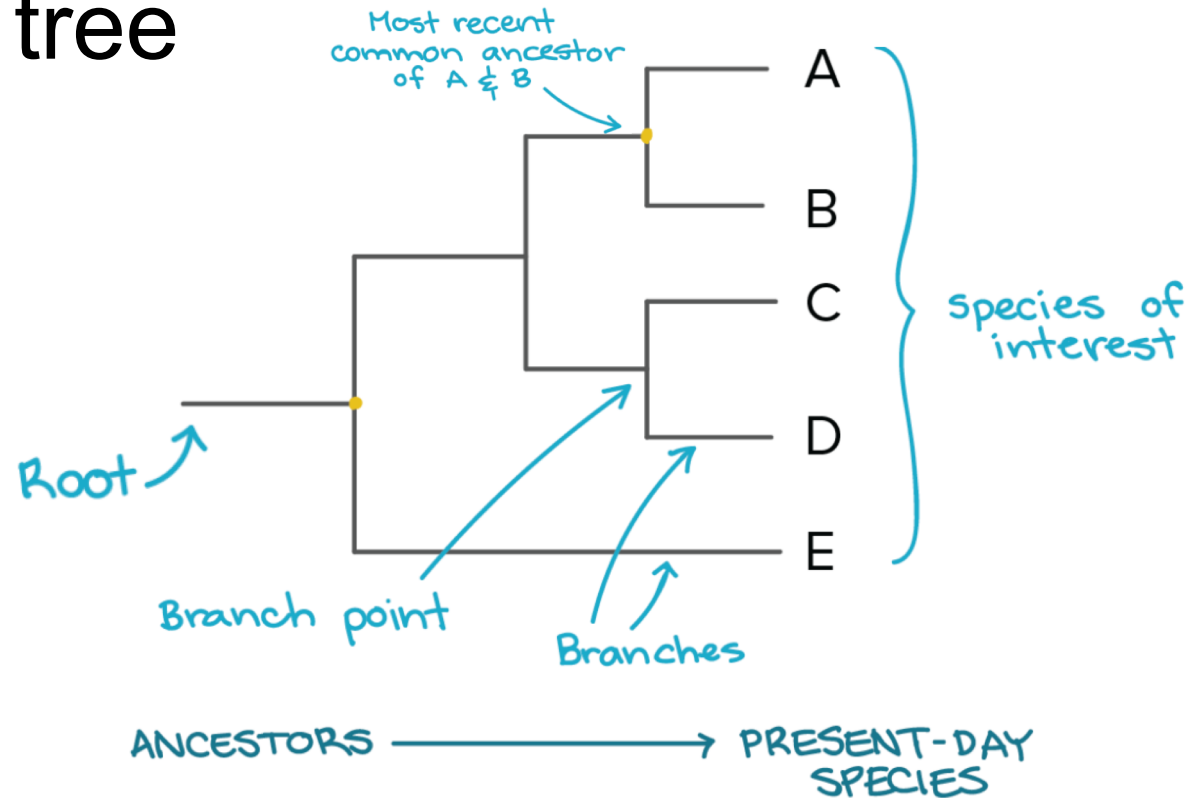 tree
Most recent
common ancestor
of A & B
A
B
C
D
E
species of
interest
Root
Branch point
Branches
ANCESTORS
PRESENT-DAY
SPECIES